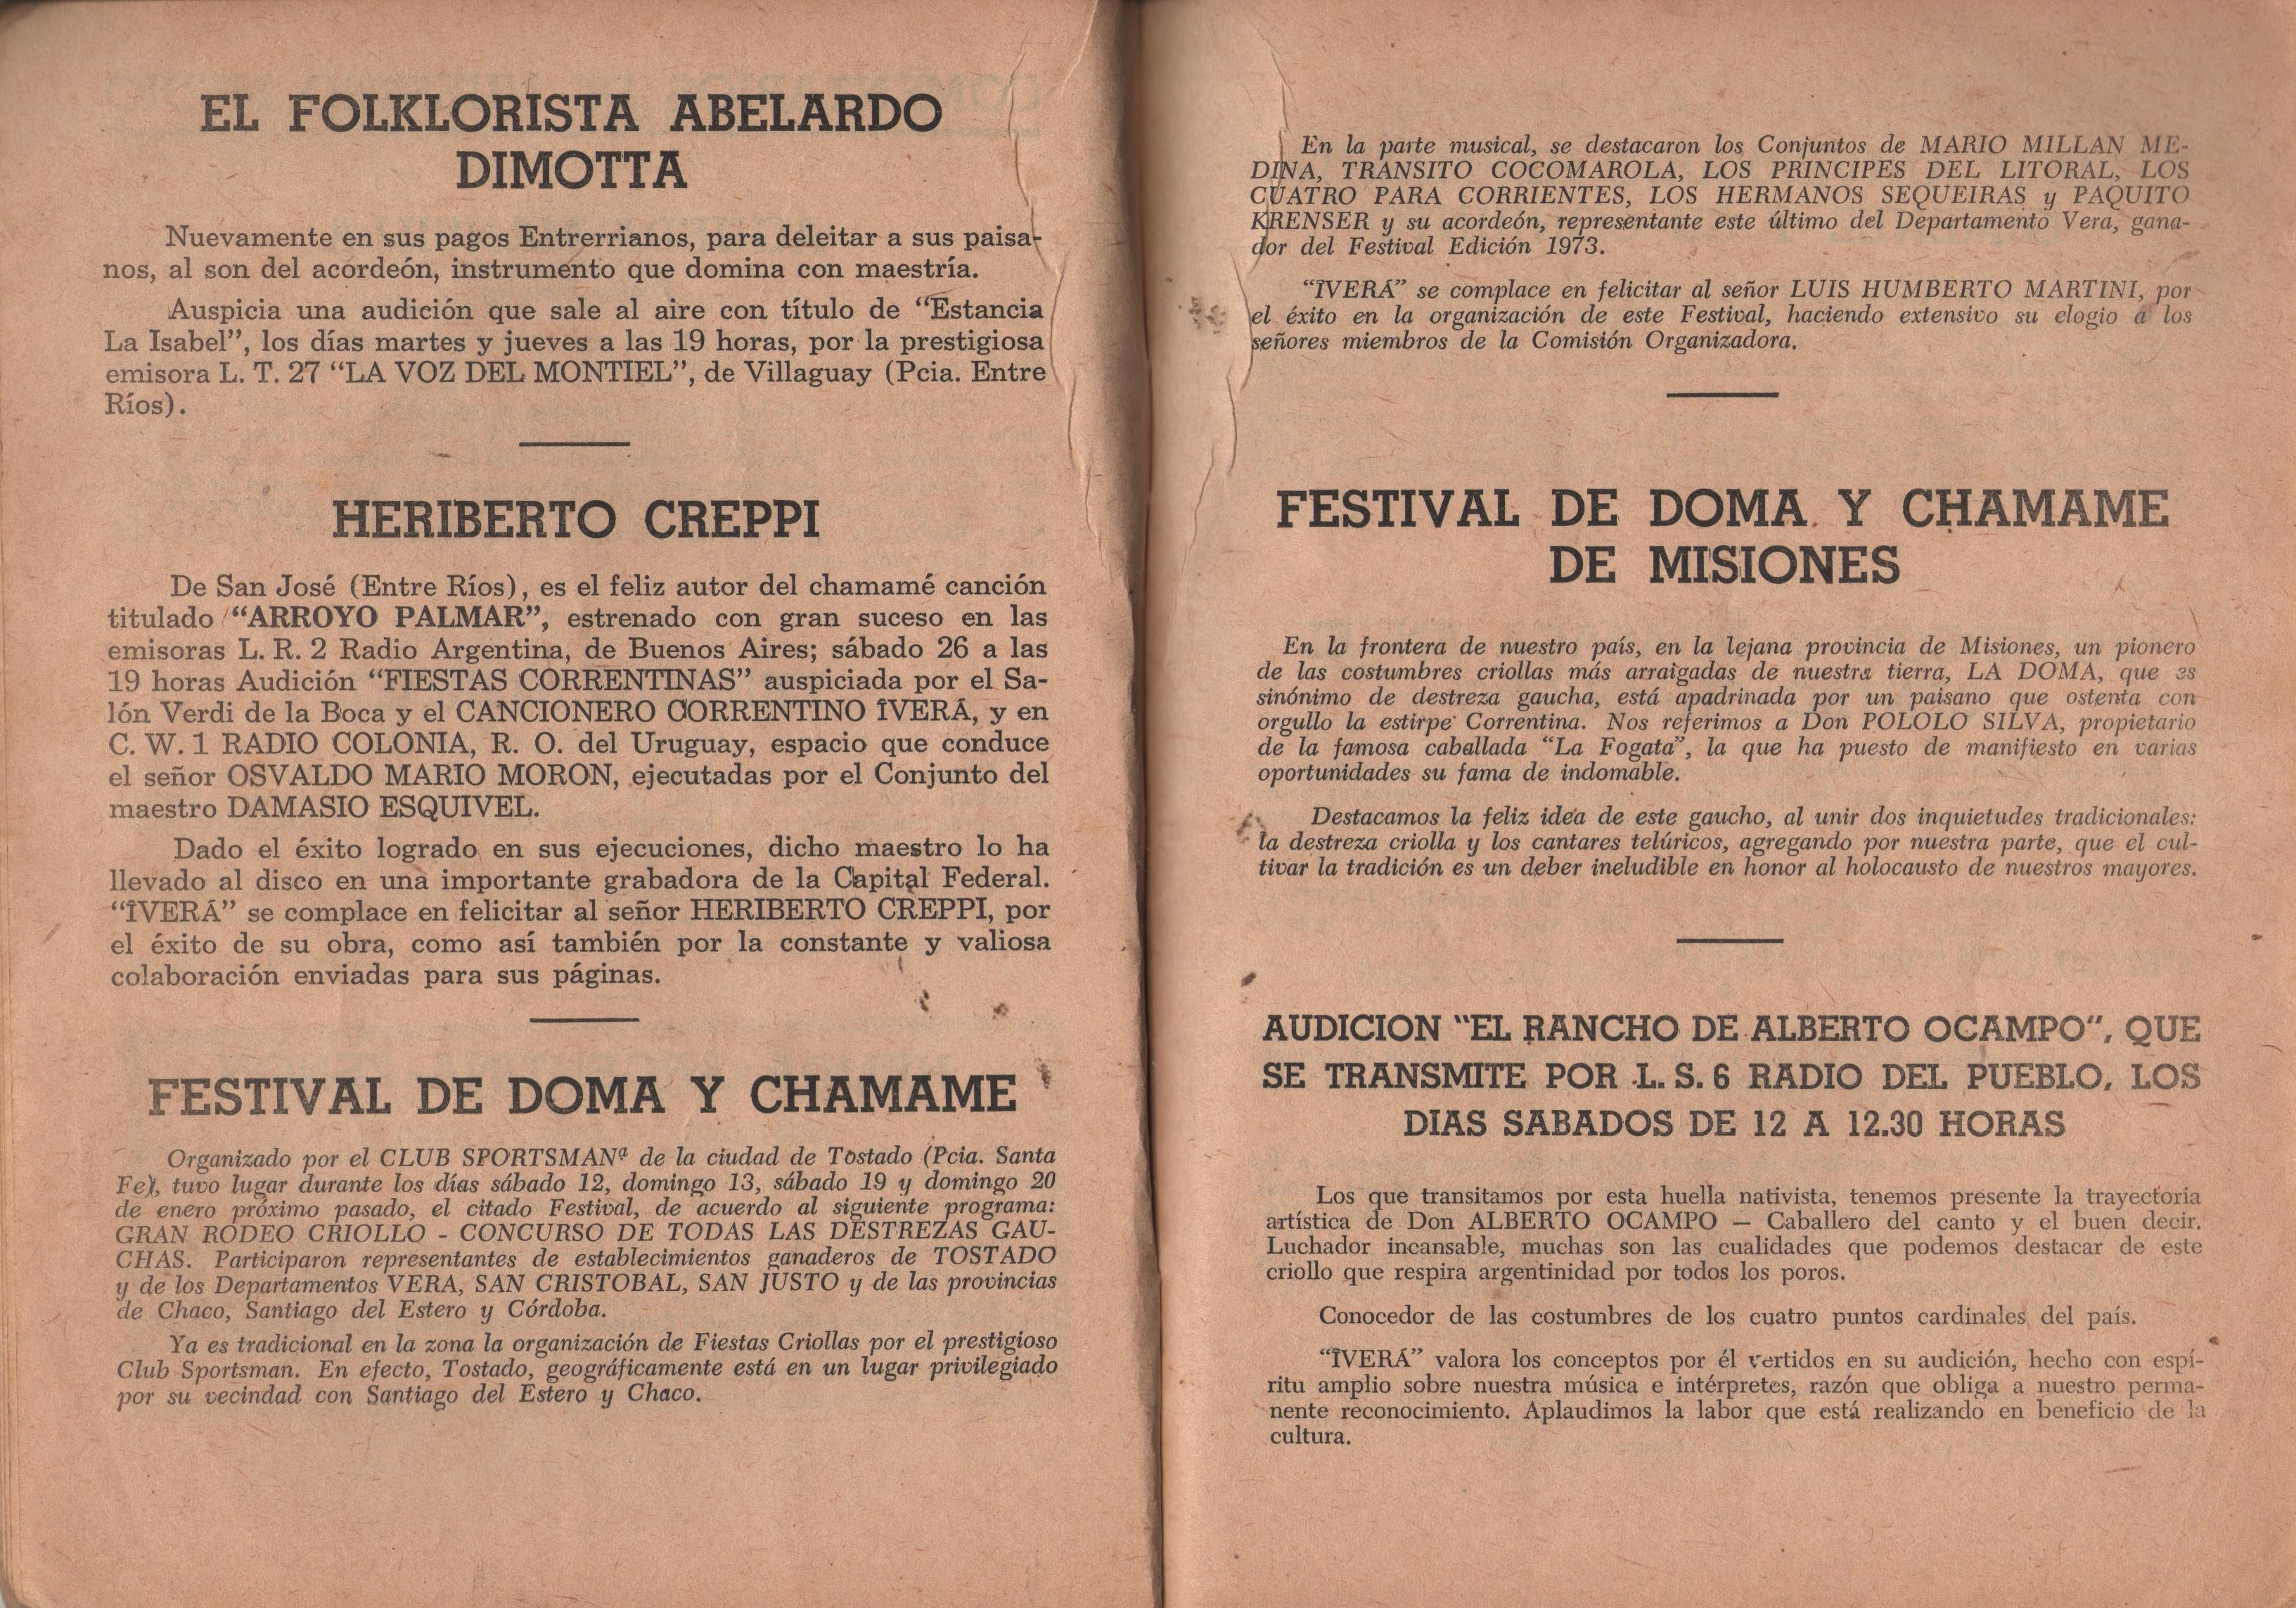 EL FOLKLORISTA ABELARDO
DIMOTTA
Nuevamente en sus pagos Entrerrianos, para deleitar a sus paisa-
nos, al son del acordeón, instrumento que domina con maestría.
Auspicia una audición que sale al aire con título de “Estancia
La Isabel”, los días martes y jueves a las 19 horas, por la prestigiosa
emisora L. T. 27 “LA VOZ DEL MONTIEL”, de Villaguay (Pcia. Entre
Ríos).
HERIBERTO CREPPI
De San José (Entre Ríos), es el feliz autor del chamamé canción
titulado “ARROYO PALMAR”, estrenado con gran suceso en las
emisoras L. R. 2 Radio Argentina, de Buenos Aires; sábado 26 a las
19 horas Audición “FIESTAS CORRENTINAS” auspiciada por el Sa-
lón Verdi de la Boca y el CANCIONERO CORRENTINO ÎVERÁ, y en
C. W. 1 RADIO COLONIA, R. O. del Uruguay, espacio que conduce
el señor OSVALDO MARIO MORON, ejecutadas por el Conjunto del
maestro DAMASIO ESQUIVEL.
Dado el éxito logrado en sus ejecuciones, dicho maestro lo ha
llevado al disco en una importante grabadora de la Capital Federal.
“ÎVERÁ” se complace en felicitar al señor HERIBERTO CREPPI, por
el éxito de su obra, como así también por la constante y valiosa
colaboración enviadas para sus páginas.
FESTIVAL DE DOMA Y CHAMAME
Organizado por el CLUB SPORTSMANª de la ciudad de Tostado (Pcia. Santa
Fe), tuvo lugar durante los días sábado 12, domingo 13, sábado 19 y domingo 20
de enero próximo pasado, el citado Festival, de acuerdo al siguiente programa:
GRAN RODEO CRIOLLO - CONCURSO DE TODAS LAS DESTREZAS GAU-
CHAS. Participaron representantes de establecimientos ganaderos de TOSTADO
y de los Departamentos VERA, SAN CRISTOBAL, SAN JUSTO y de las provincias
de Chaco, Santiago del Estero y Córdoba.
Ya es tradicional en la zona la organización de Fiestas Criollas por el prestigioso
Club Sportsman. En efecto, Tostado, geográficamente está en un lugar privilegiado
por su vecindad con Santiago del Estero y Chaco.
En la parte musical, se destacaron los Conjuntos de MARIO MILLAN ME-
DINA, TRANSITO COCOMAROLA, LOS PRINCIPES DEL LITORAL, LOS
CUATRO PARA CORRIENTES, LOS HERMANOS SEQUEIRAS y PAQUITO
KRENSER y su acordeón, representante este último del Departamento Vera, gana-
dor del Festival Edición 1973.
“ÎVERÁ” se complace en felicitar al señor LUIS HUMBERTO MARTINI, por
el éxito en la organización de este Festival, haciendo extensivo su elogio a los
señores miembros de la Comisión Organizadora.
FESTIVAL DE DOMA Y CHAMAME
DE MISIONES
En la frontera de nuestro país, en la lejana provincia de Misiones, un pionero
de las costumbres criollas más arraigadas de nuestra tierra, LA DOMA, que es
sinónimo de destreza gaucha, está apadrinada por un paisano que ostenta con
orgullo la estirpe Correntina. Nos referimos a Don POLOLO SILVA, propietario
de la famosa caballada “La Fogata”, la que ha puesto de manifiesto en varias
oportunidades su fama de indomable.
Destacamos la feliz idea de este gaucho, al unir dos inquietudes tradicionales:
la destreza criolla y los cantares telúricos, agregando por nuestra parte, que el cul-
tivar la tradición es un deber ineludible en honor al holocausto de nuestros mayores.
AUDICION “EL RANCHO DE ALBERTO OCAMPO”, QUE
SE TRANSMITE POR L. S. 6 RADIO DEL PUEBLO, LOS
DIAS SABADOS DE 12 A 12.30 HORAS
Los que transitamos por esta huella nativista, tenemos presente la trayectoria
artística de Don ALBERTO OCAMPO — Caballero del canto y el buen decir.
Luchador incansable, muchas son las cualidades que podemos destacar de este
criollo que respira argentinidad por todos los poros.
Conocedor de las costumbres de los cuatro puntos cardinales del país.
“ÎVERÁ” valora los conceptos por él vertidos en su audición, hecho con espí-
ritu amplio sobre nuestra música e intérpretes, razón que obliga a nuestro perma-
nente reconocimiento. Aplaudimos la labor que está realizando en beneficio de la
cultura.